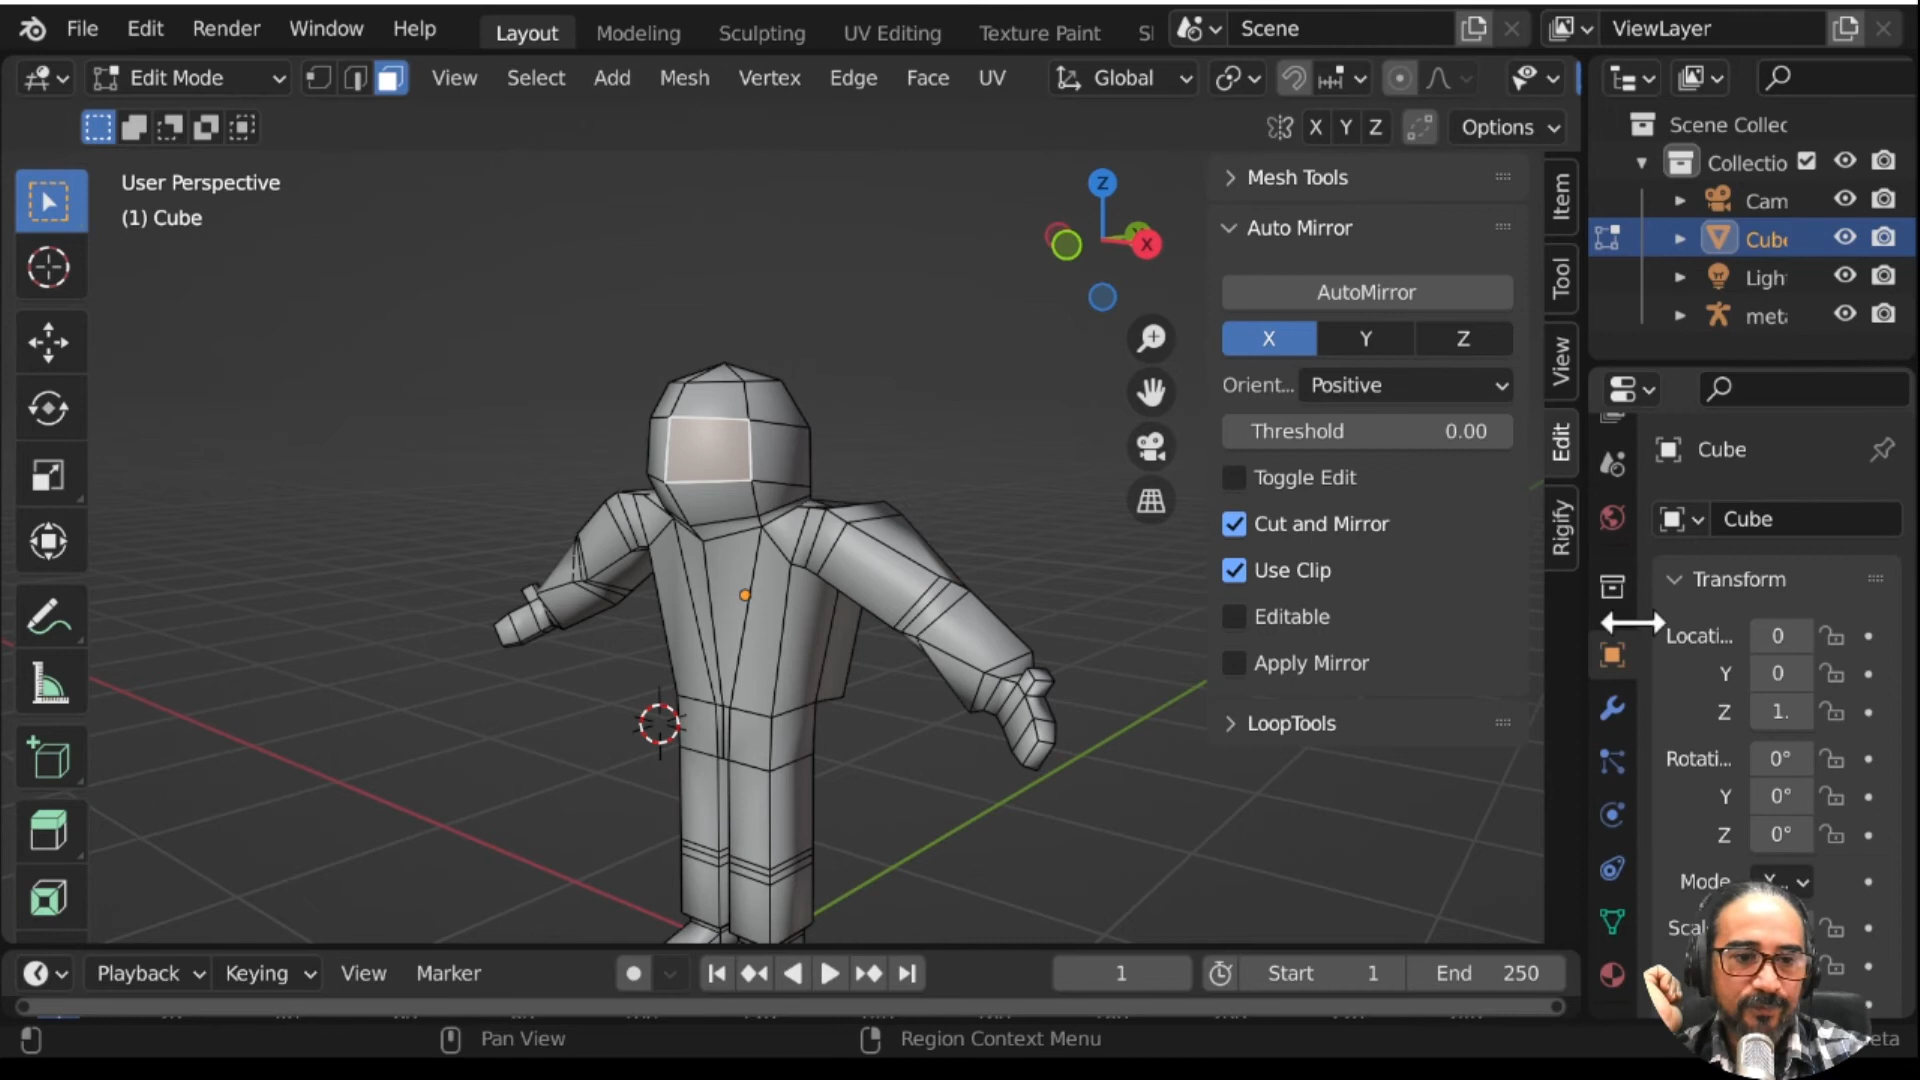 File Edit Render Window Help Layout Modeling Sculpting UV Editing Texture Paint Scene ViewLayer
Edit Mode View Select Add Mesh Vertex Edge Face UV Global
X Y Z Options
User Perspective
(1) Cube
Z
X
Mesh Tools
Auto Mirror
AutoMirror
X Y Z
Orient... Positive
Threshold 0.00
Toggle Edit
Cut and Mirror
Use Clip
Editable
Apply Mirror
LoopTools
Item
Tool
View
Edit
Rigify
Scene Collec
Collectio
Cam
Cube
Ligh
meta
Cube
Cube
Transform
Locati... 0
Y 0
Z 1.
Rotati... 0°
Y 0°
Z 0°
Mode X...
Scal
Playback Keying View Marker 1 Start 1 End 250
Pan View Region Context Menu